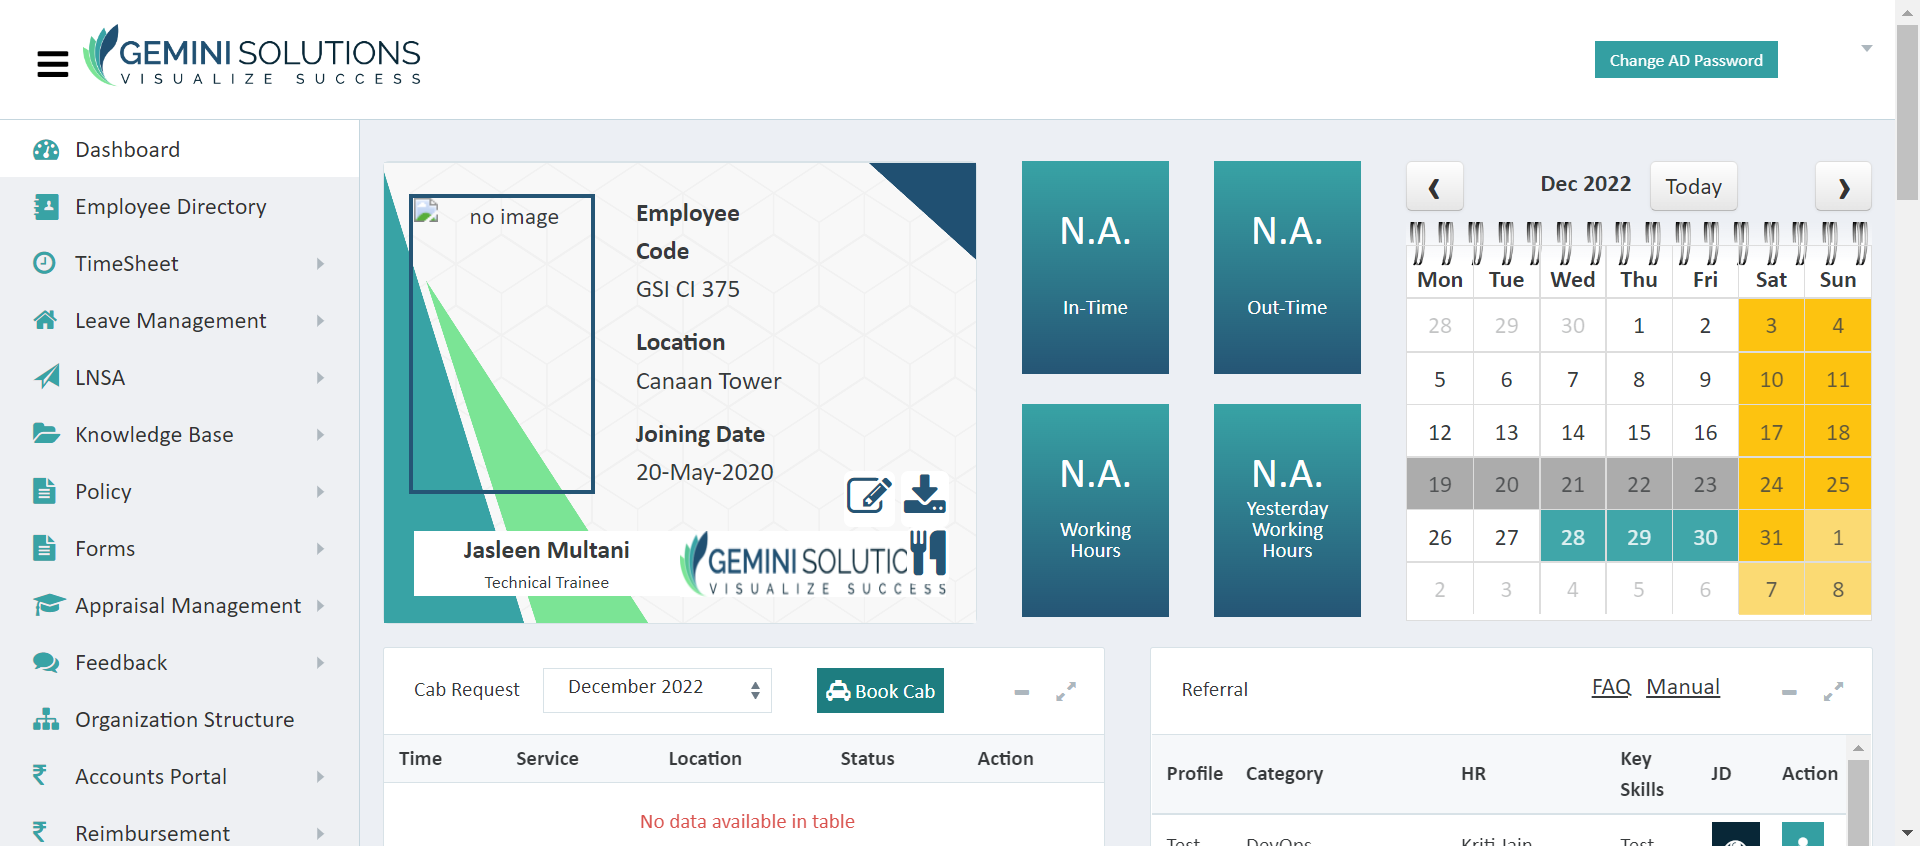 GEMINI SOLUTIONS
VISUALIZE SUCCESS
Change AD Password
Dashboard
Employee Directory
TimeSheet
Leave Management
LNSA
Knowledge Base
Policy
Forms
Appraisal Management
Feedback
Organization Structure
Accounts Portal
Reimbursement
no image
Employee
Code
GSI CI 375
Location
Canaan Tower
Joining Date
20-May-2020
Jasleen Multani
Technical Trainee
GEMINI SOLUTIC
VISUALIZE SUCCESS
N.A.
In-Time
N.A.
Out-Time
N.A.
Working
Hours
N.A.
Yesterday
Working
Hours
Dec 2022 Today
Mon Tue Wed Thu Fri Sat Sun
28 29 30 1 2 3 4
5 6 7 8 9 10 11
12 13 14 15 16 17 18
19 20 21 22 23 24 25
26 27 28 29 30 31 1
2 3 4 5 6 7 8
Cab Request December 2022 Book Cab
Time Service Location Status Action
No data available in table
Referral FAQ Manual
Profile Category HR Key Skills JD Action
Test DevOps Kriti Jain Test